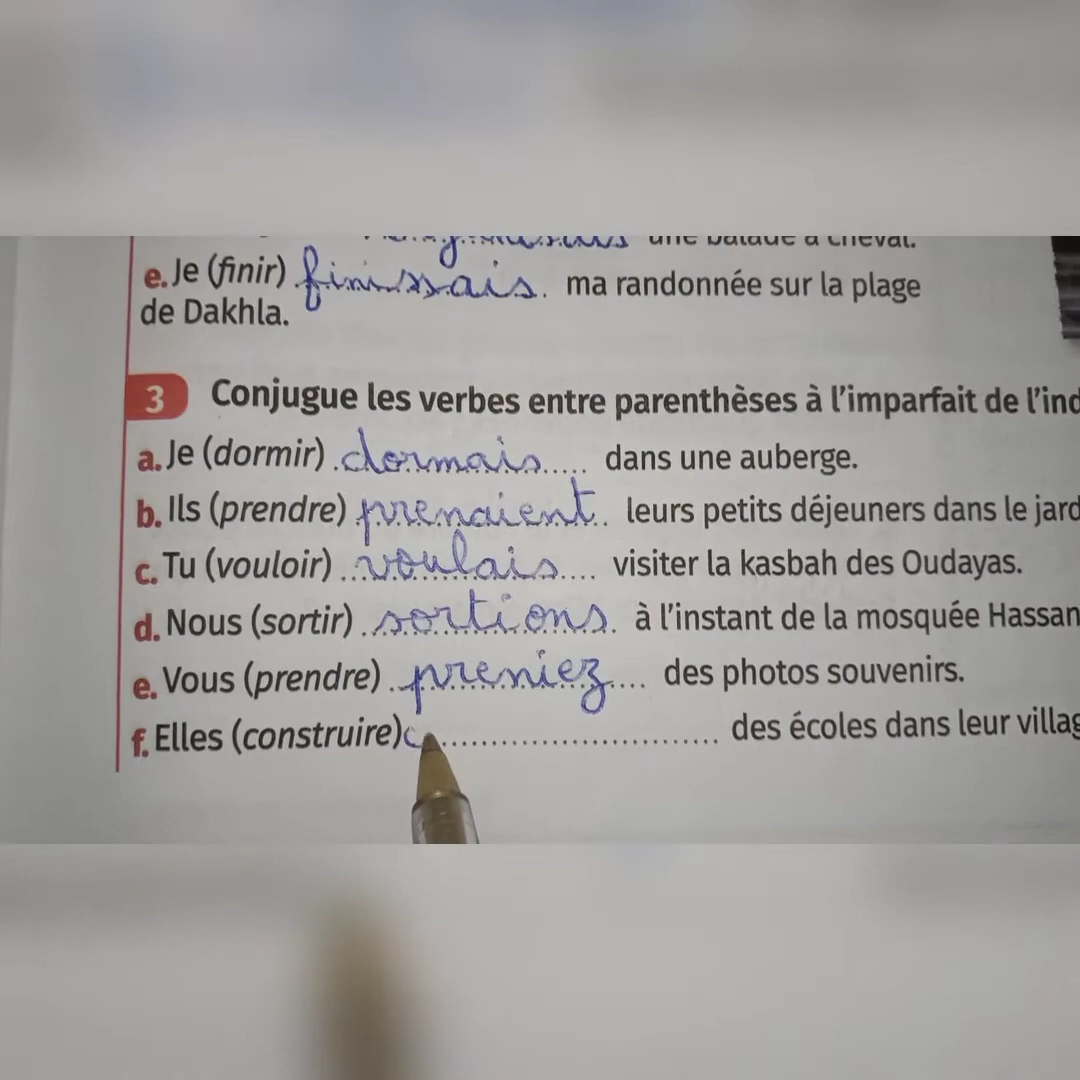 une balade à cheval.
e. Je (finir) finissais. ma randonnée sur la plage
de Dakhla.
3 Conjugue les verbes entre parenthèses à l'imparfait de l'ind
a. Je (dormir) .dormais..... dans une auberge.
b. Ils (prendre) prenaient.. leurs petits déjeuners dans le jard
c. Tu (vouloir) ...voulais.... visiter la kasbah des Oudayas.
d. Nous (sortir) ..sortions. à l'instant de la mosquée Hassan
e. Vous (prendre) ..preniez.... des photos souvenirs.
f. Elles (construire)c............................ des écoles dans leur villag